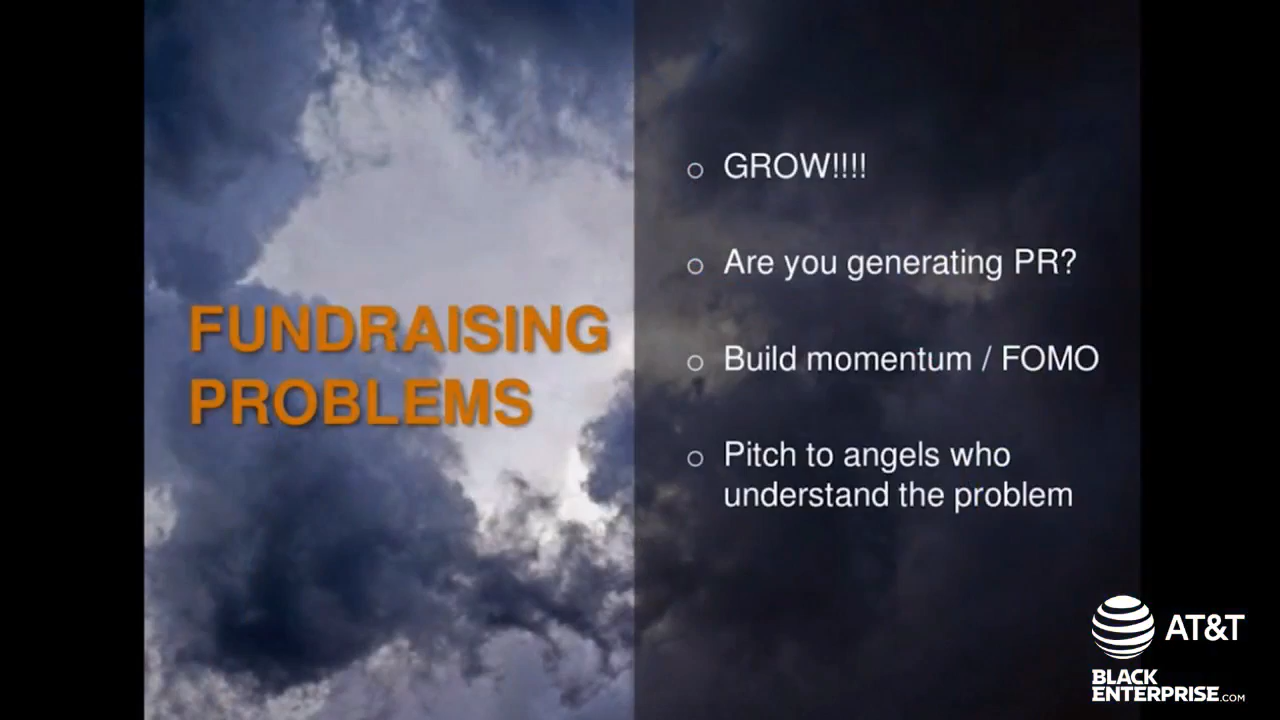 FUNDRAISING
PROBLEMS
GROW!!!!
Are you generating PR?
Build momentum / FOMO
Pitch to angels who
understand the problem
AT&T
BLACK
ENTERPRISE.COM